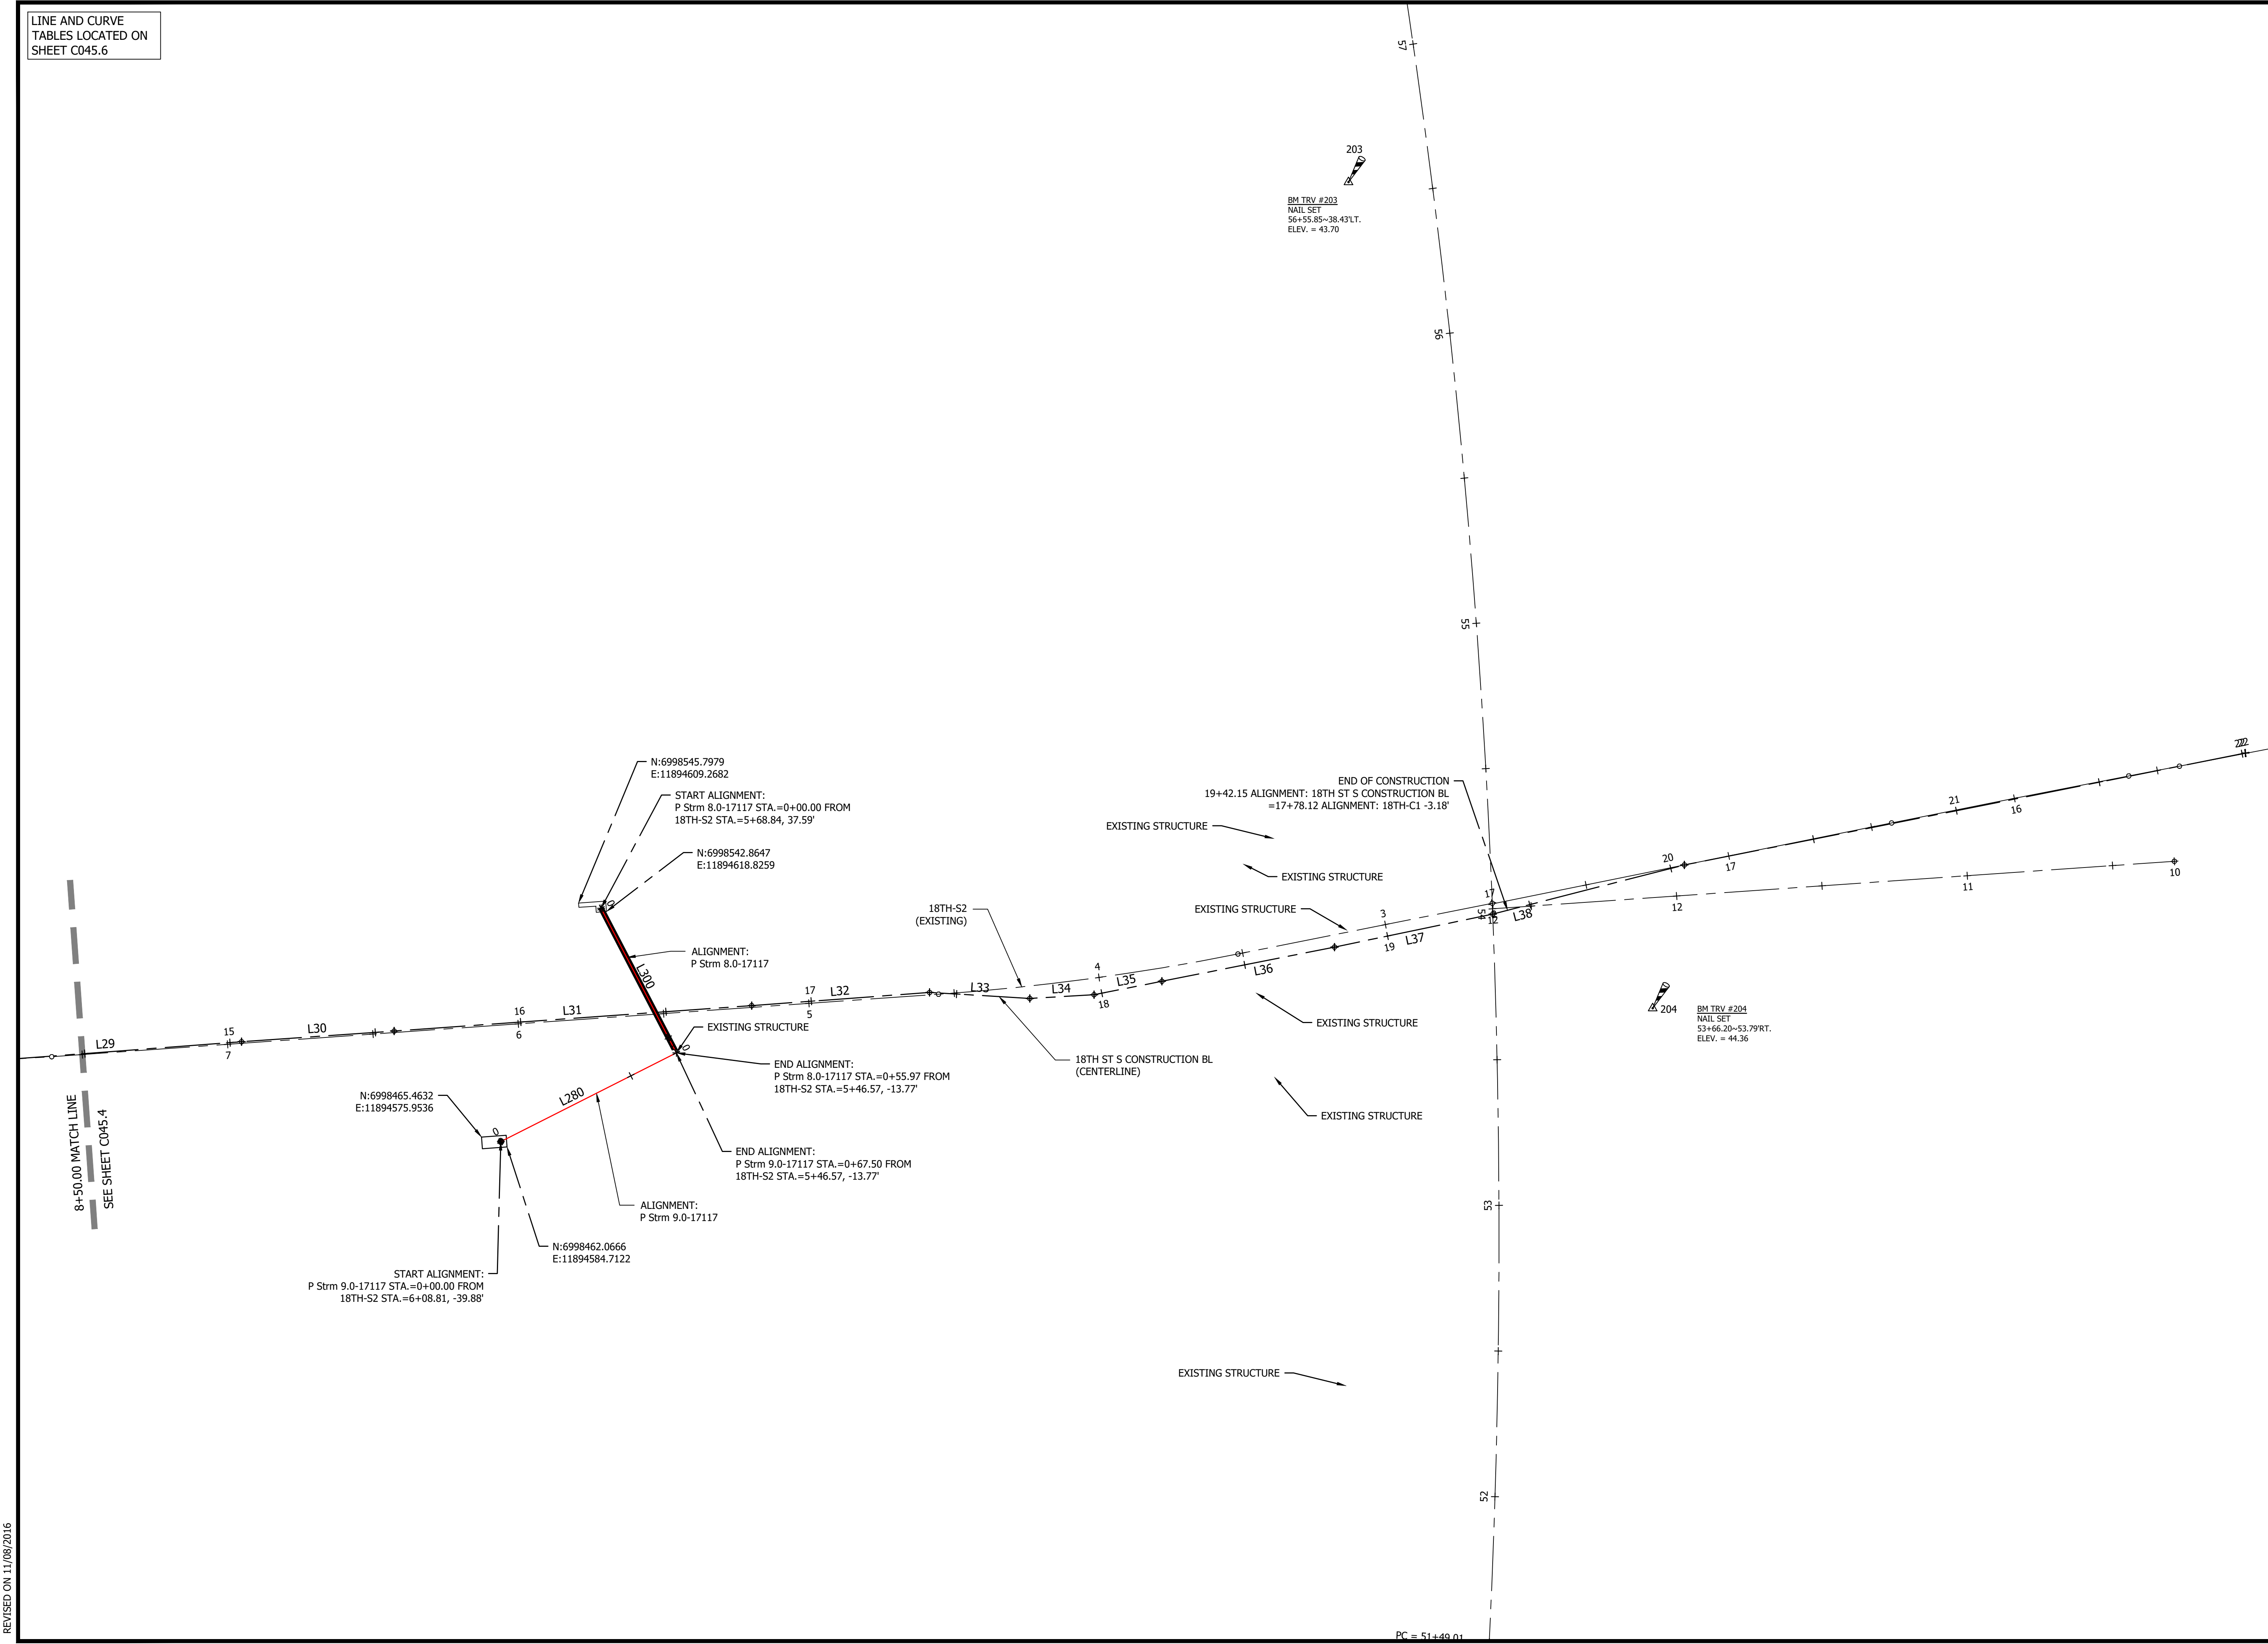 LINE AND CURVE
TABLES LOCATED ON
SHEET C045.6
57
203
BM TRV #203
NAIL SET
56+55.85~38.43'LT.
ELEV. = 43.70
56
55
N:6998545.7979
E:11894609.2682
START ALIGNMENT:
P Strm 8.0-17117 STA.=0+00.00 FROM
18TH-S2 STA.=5+68.84, 37.59'
N:6998542.8647
E:11894618.8259
END OF CONSTRUCTION
19+42.15 ALIGNMENT: 18TH ST S CONSTRUCTION BL
=17+78.12 ALIGNMENT: 18TH-C1 -3.18'
EXISTING STRUCTURE
EXISTING STRUCTURE
EXISTING STRUCTURE
18TH-S2
(EXISTING)
22
22
21
16
20
17
17
54
12
L38
12
11
10
3
19
L37
L36
4
L35
18
L34
L33
0
ALIGNMENT:
P Strm 8.0-17117
L300
17
L32
5
16
L31
6
15
L30
7
L29
0
EXISTING STRUCTURE
EXISTING STRUCTURE
204
BM TRV #204
NAIL SET
53+66.20~53.79'RT.
ELEV. = 44.36
END ALIGNMENT:
P Strm 8.0-17117 STA.=0+55.97 FROM
18TH-S2 STA.=5+46.57, -13.77'
18TH ST S CONSTRUCTION BL
(CENTERLINE)
EXISTING STRUCTURE
8+50.00 MATCH LINE
SEE SHEET C045.4
N:6998465.4632
E:11894575.9536
L280
0
END ALIGNMENT:
P Strm 9.0-17117 STA.=0+67.50 FROM
18TH-S2 STA.=5+46.57, -13.77'
ALIGNMENT:
P Strm 9.0-17117
53
N:6998462.0666
E:11894584.7122
START ALIGNMENT:
P Strm 9.0-17117 STA.=0+00.00 FROM
18TH-S2 STA.=6+08.81, -39.88'
EXISTING STRUCTURE
52
PC = 51+49.01
REVISED ON 11/08/2016